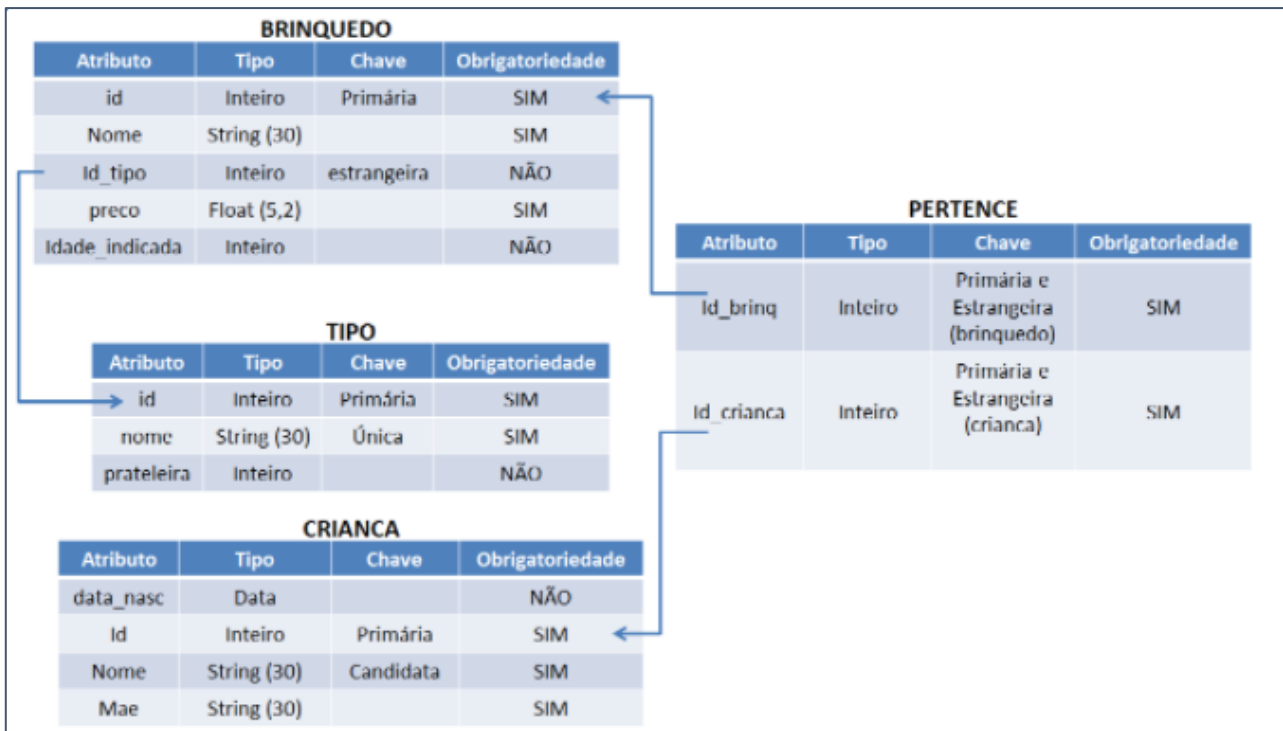 BRINQUEDO
Atributo Tipo Chave Obrigatoriedade
id Inteiro Primária SIM
Nome String (30) SIM
Id_tipo Inteiro estrangeira NÃO
preco Float (5,2) SIM
Idade_indicada Inteiro NÃO
TIPO
Atributo Tipo Chave Obrigatoriedade
id Inteiro Primária SIM
nome String (30) Única SIM
prateleira Inteiro NÃO
CRIANCA
Atributo Tipo Chave Obrigatoriedade
data_nasc Data NÃO
Id Inteiro Primária SIM
Nome String (30) Candidata SIM
Mae String (30) SIM
PERTENCE
Atributo Tipo Chave Obrigatoriedade
Primária e
Id_brinq Inteiro Estrangeira SIM
(brinquedo)
Primária e
Id_crianca Inteiro Estrangeira SIM
(crianca)